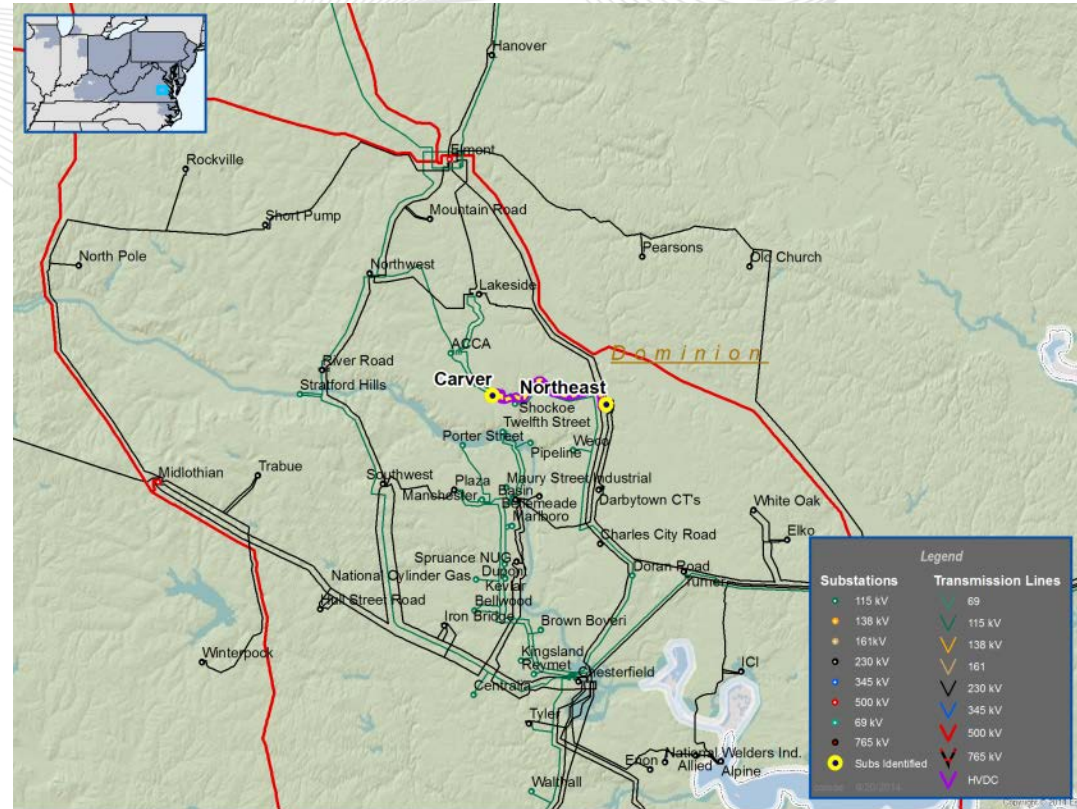 Hanover
Elmont
Rockville
Short Pump
Mountain Road
North Pole
Pearsons
Old Church
Northwest
Lakeside
ACCA
Dominion
River Road
Carver
Northeast
Stratford Hills
Shockoe
Twelfth Street
Porter Street
Pipeline
Weco
Midlothian
Trabue
Southwest
Plaza
Maury Street Industrial
Manchester
Basin
Darbytown CT's
White Oak
Marlboro
Elko
Charles City Road
Spruance NUG
Doran Road
National Cylinder Gas
Dupont
Turner
Kevlar
Hull Street Road
Bellwood
Iron Bridge
Brown Boveri
Winterpock
Kingsland
Reymet
Chesterfield
ICI
Centralia
Tyler
Enon
National Welders Ind.
Allied
Alpine
Walthall
Legend
Substations
Transmission Lines
115 kV
69
138 kV
115 kV
161kV
138 kV
230 kV
161
345 kV
230 kV
500 kV
345 kV
69 kV
500 kV
765 kV
765 kV
Subs Identified
HVDC